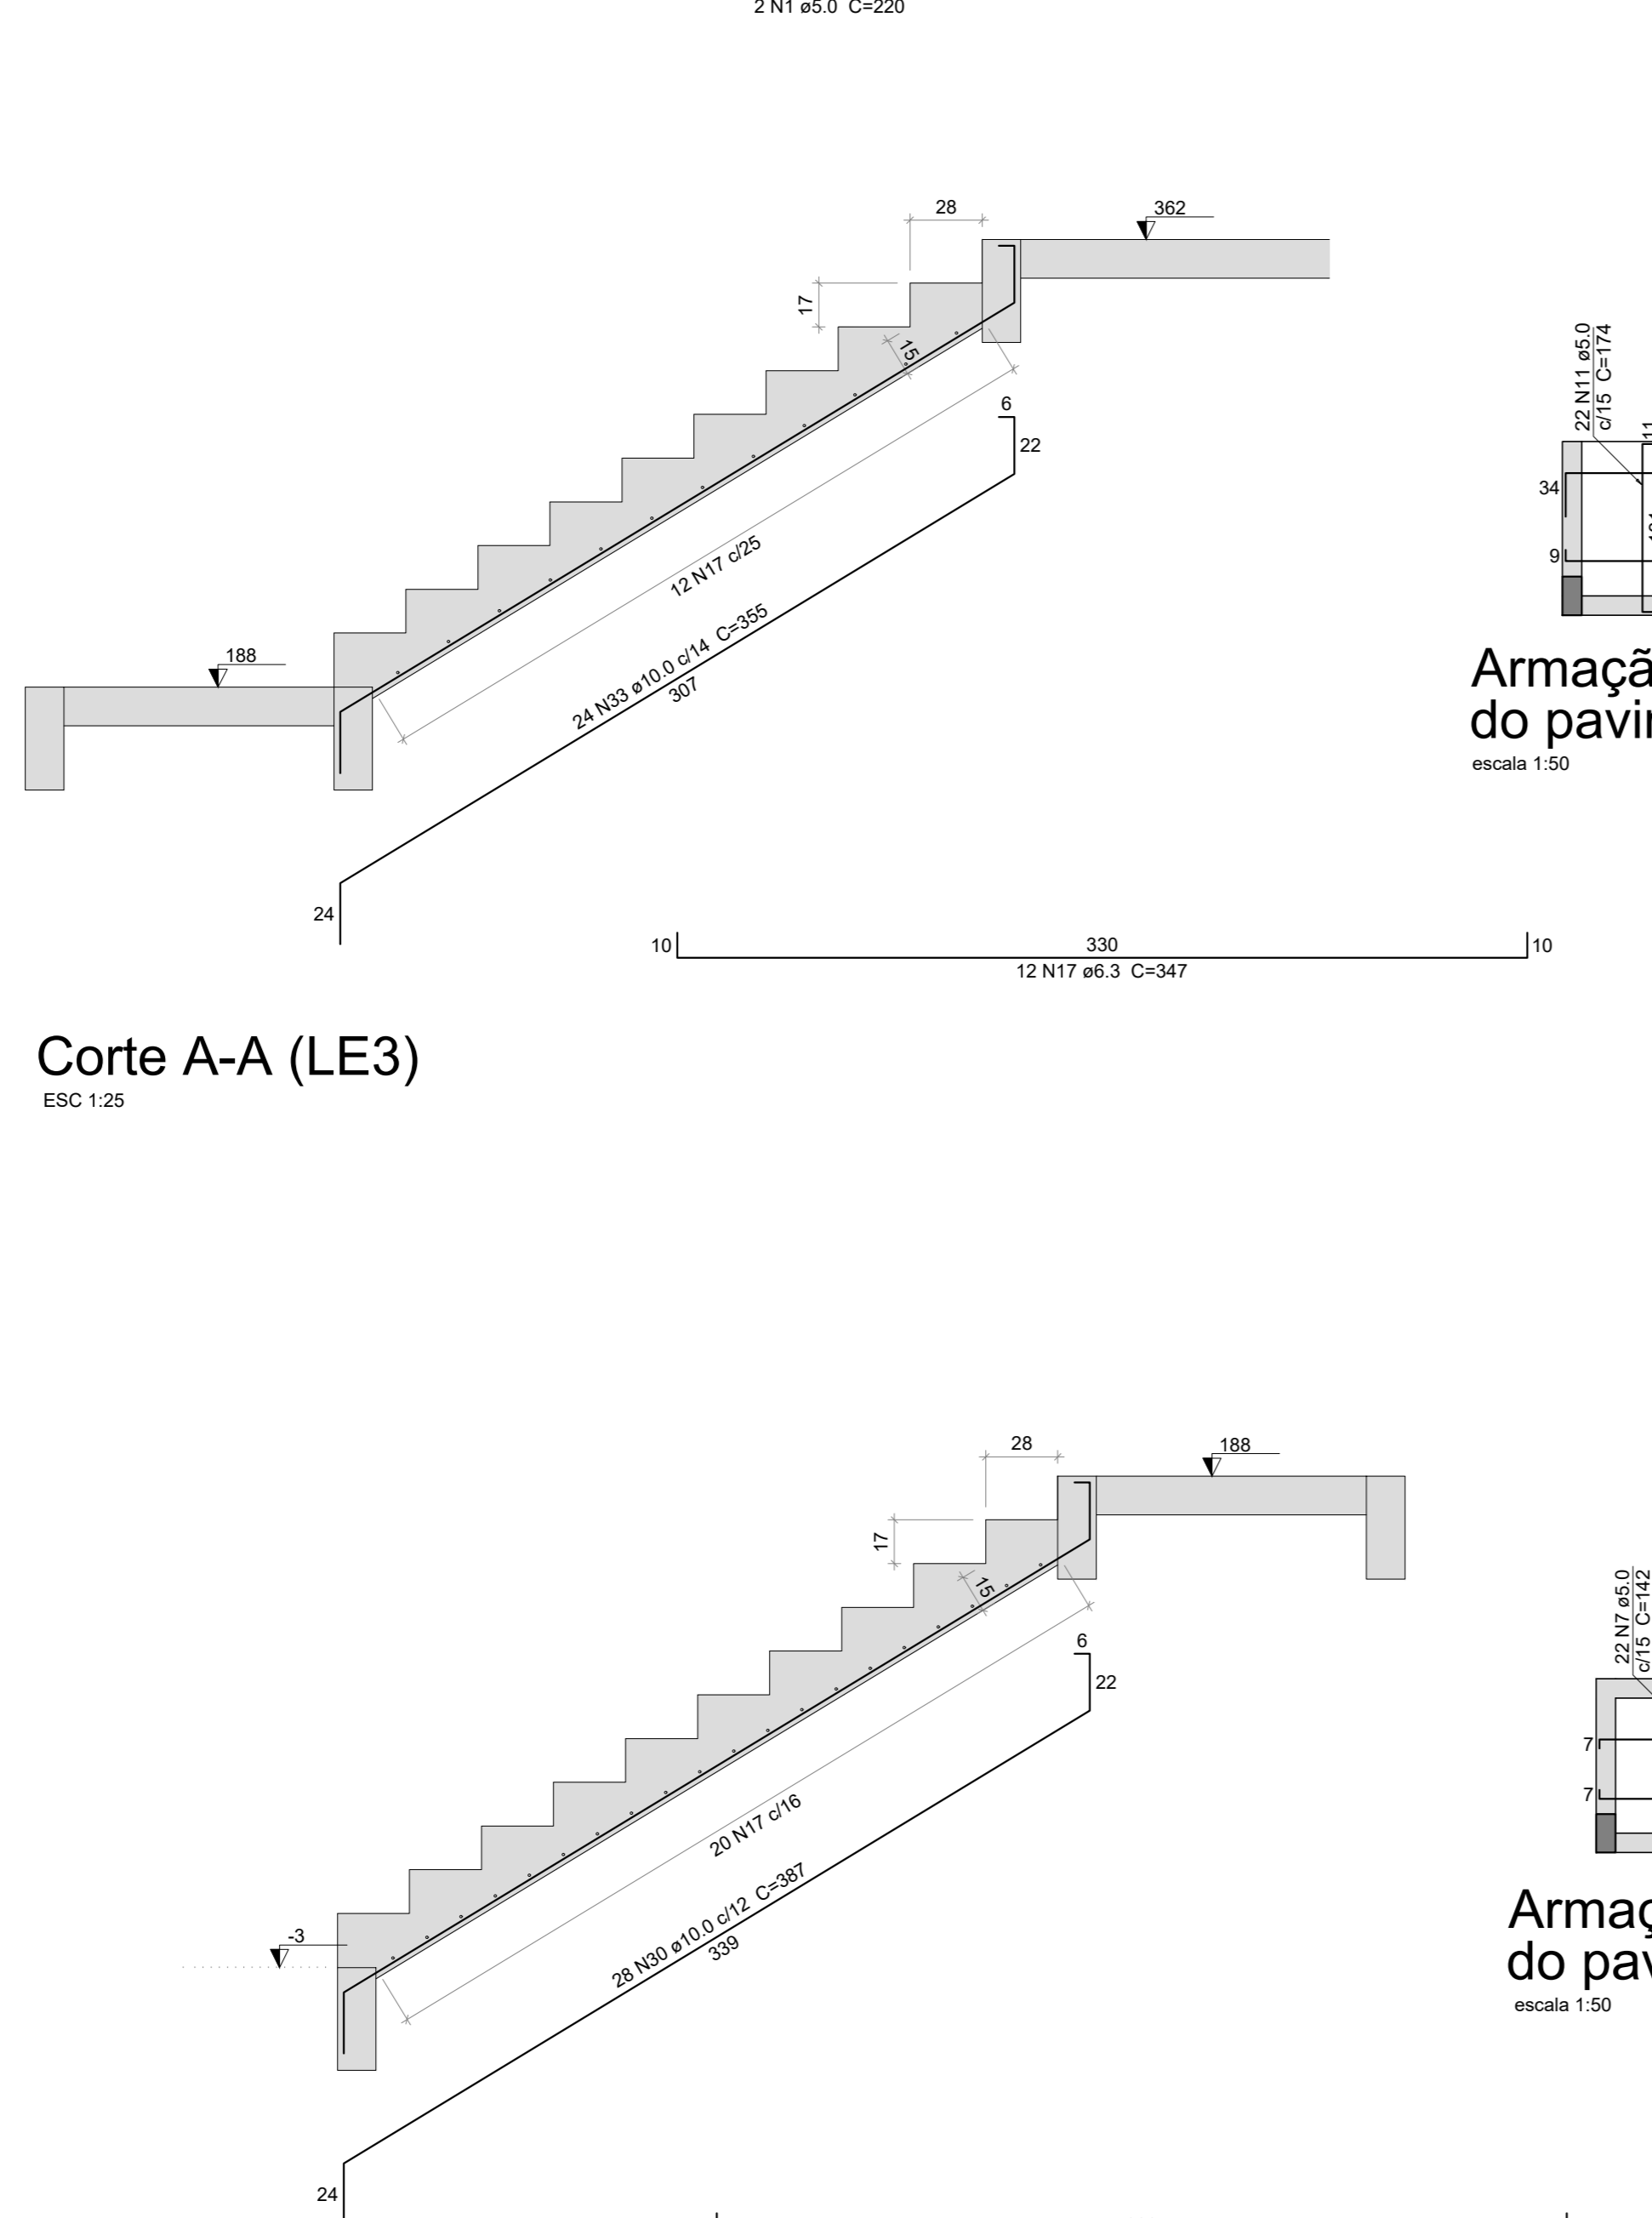 2 N1 ø5.0  C=220
28
362
17
15
6
22
12 N17 c/25
24 N33 ø10.0 c/14  C=355
307
188
24
10
330
10
12 N17 ø6.3  C=347
Corte A-A (LE3)
ESC 1:25
22 N11 ø5.0
c/15  C=174
11
34
9
Armaçã
do pavi
escala 1:50
28
188
17
15
6
22
20 N17 c/16
28 N30 ø10.0 c/12  C=387
339
-3
24
22 N7 ø5.0
c/15  C=142
7
7
Armaç
do pav
escala 1:50